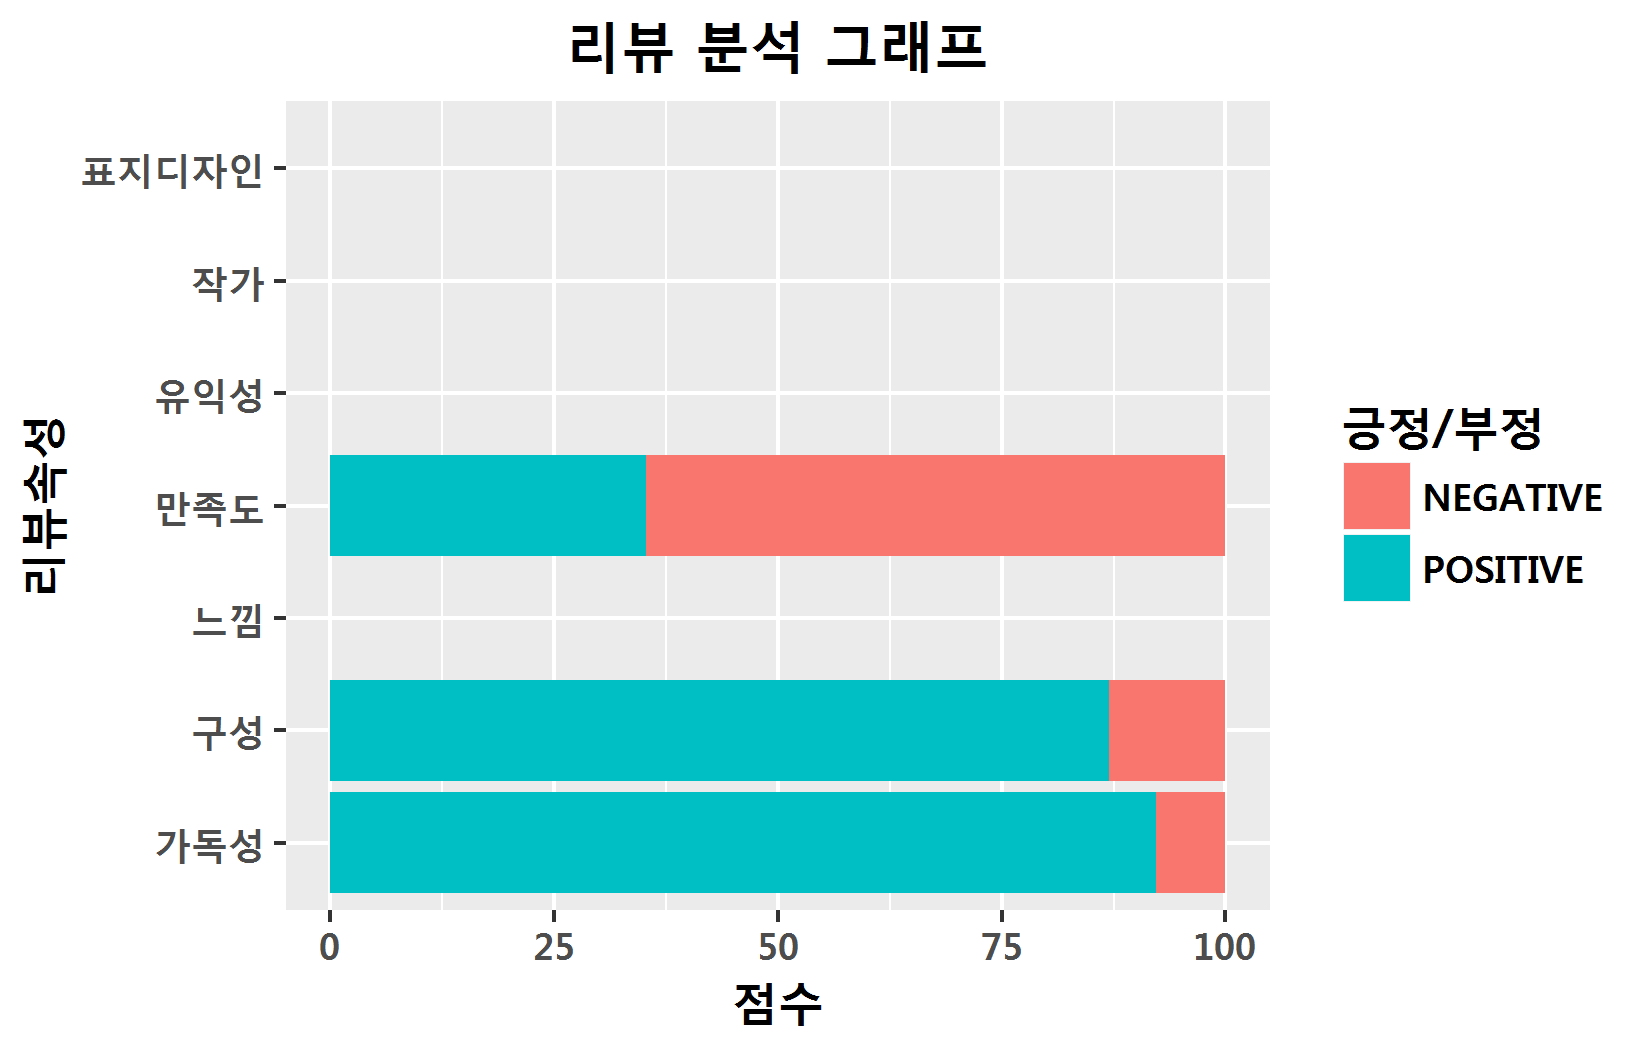 리뷰 분석 그래프
리뷰속성
표지디자인
작가
유익성
만족도
느낌
구성
가독성
0 25 50 75 100
점수
긍정/부정
NEGATIVE
POSITIVE